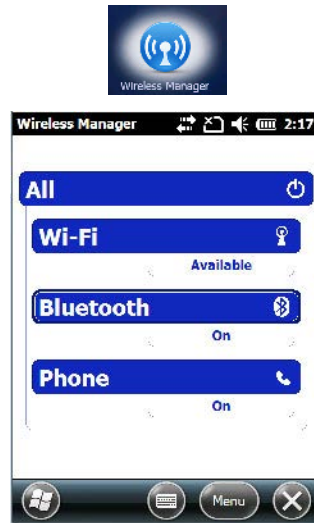 Wireless Manager
Wireless Manager 2:17
All
Wi-Fi
Available
Bluetooth
On
Phone
On
Menu